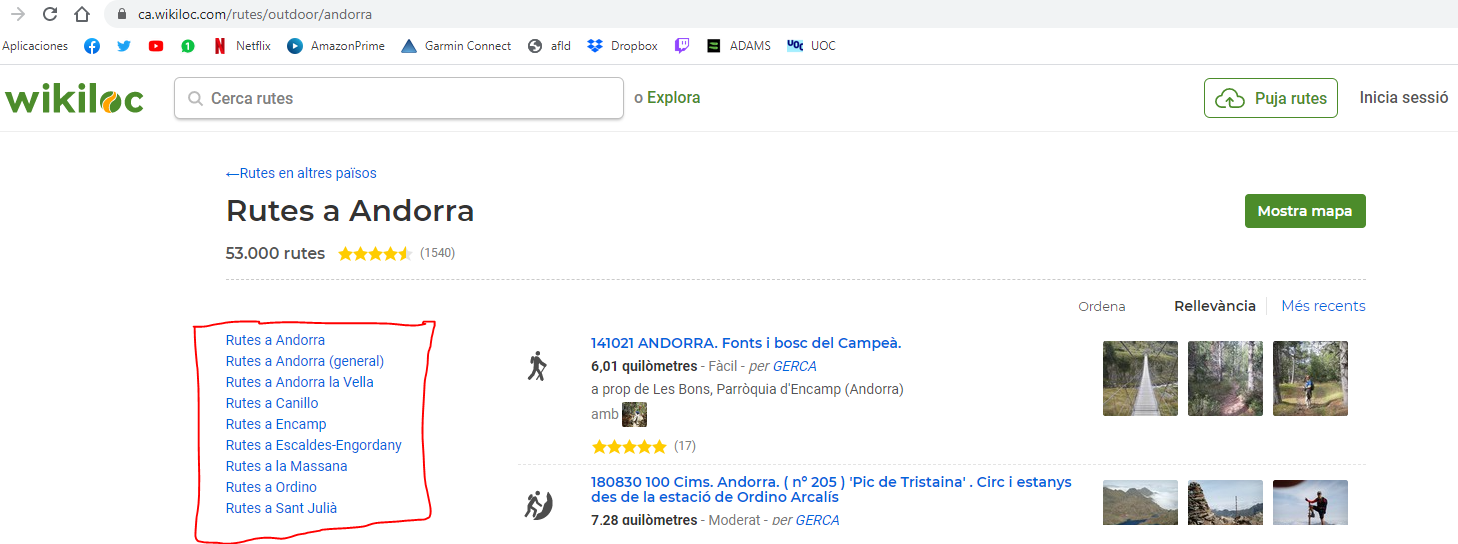 ca.wikiloc.com/rutes/outdoor/andorra
Aplicaciones Netflix AmazonPrime Garmin Connect afld Dropbox ADAMS UOC UOC
wikiloc Cerca rutes o Explora Puja rutes Inicia sessió
←Rutes en altres països
Rutes a Andorra Mostra mapa
53.000 rutes (1540)
Ordena Rellevància Més recents
Rutes a Andorra
Rutes a Andorra (general)
Rutes a Andorra la Vella
Rutes a Canillo
Rutes a Encamp
Rutes a Escaldes-Engordany
Rutes a la Massana
Rutes a Ordino
Rutes a Sant Julià
141021 ANDORRA. Fonts i bosc del Campeà.
6,01 quilòmetres - Fàcil - per GERCA
a prop de Les Bons, Parròquia d'Encamp (Andorra)
amb
(17)
180830 100 Cims. Andorra. ( nº 205 ) 'Pic de Tristaina' . Circ i estanys
des de la estació de Ordino Arcalís
7.28 quilòmetres - Moderat - per GERCA